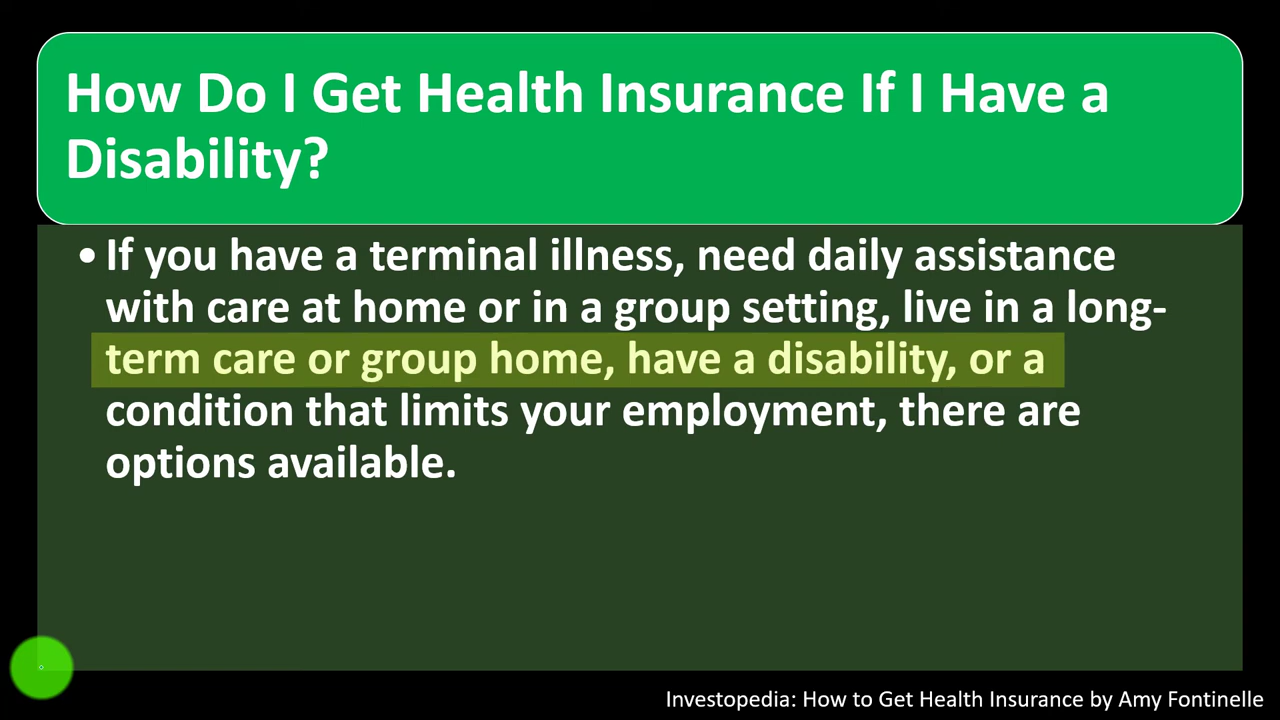 How Do I Get Health Insurance If I Have a
Disability?
• If you have a terminal illness, need daily assistance
with care at home or in a group setting, live in a long-
term care or group home, have a disability, or a
condition that limits your employment, there are
options available.
Investopedia: How to Get Health Insurance by Amy Fontinelle